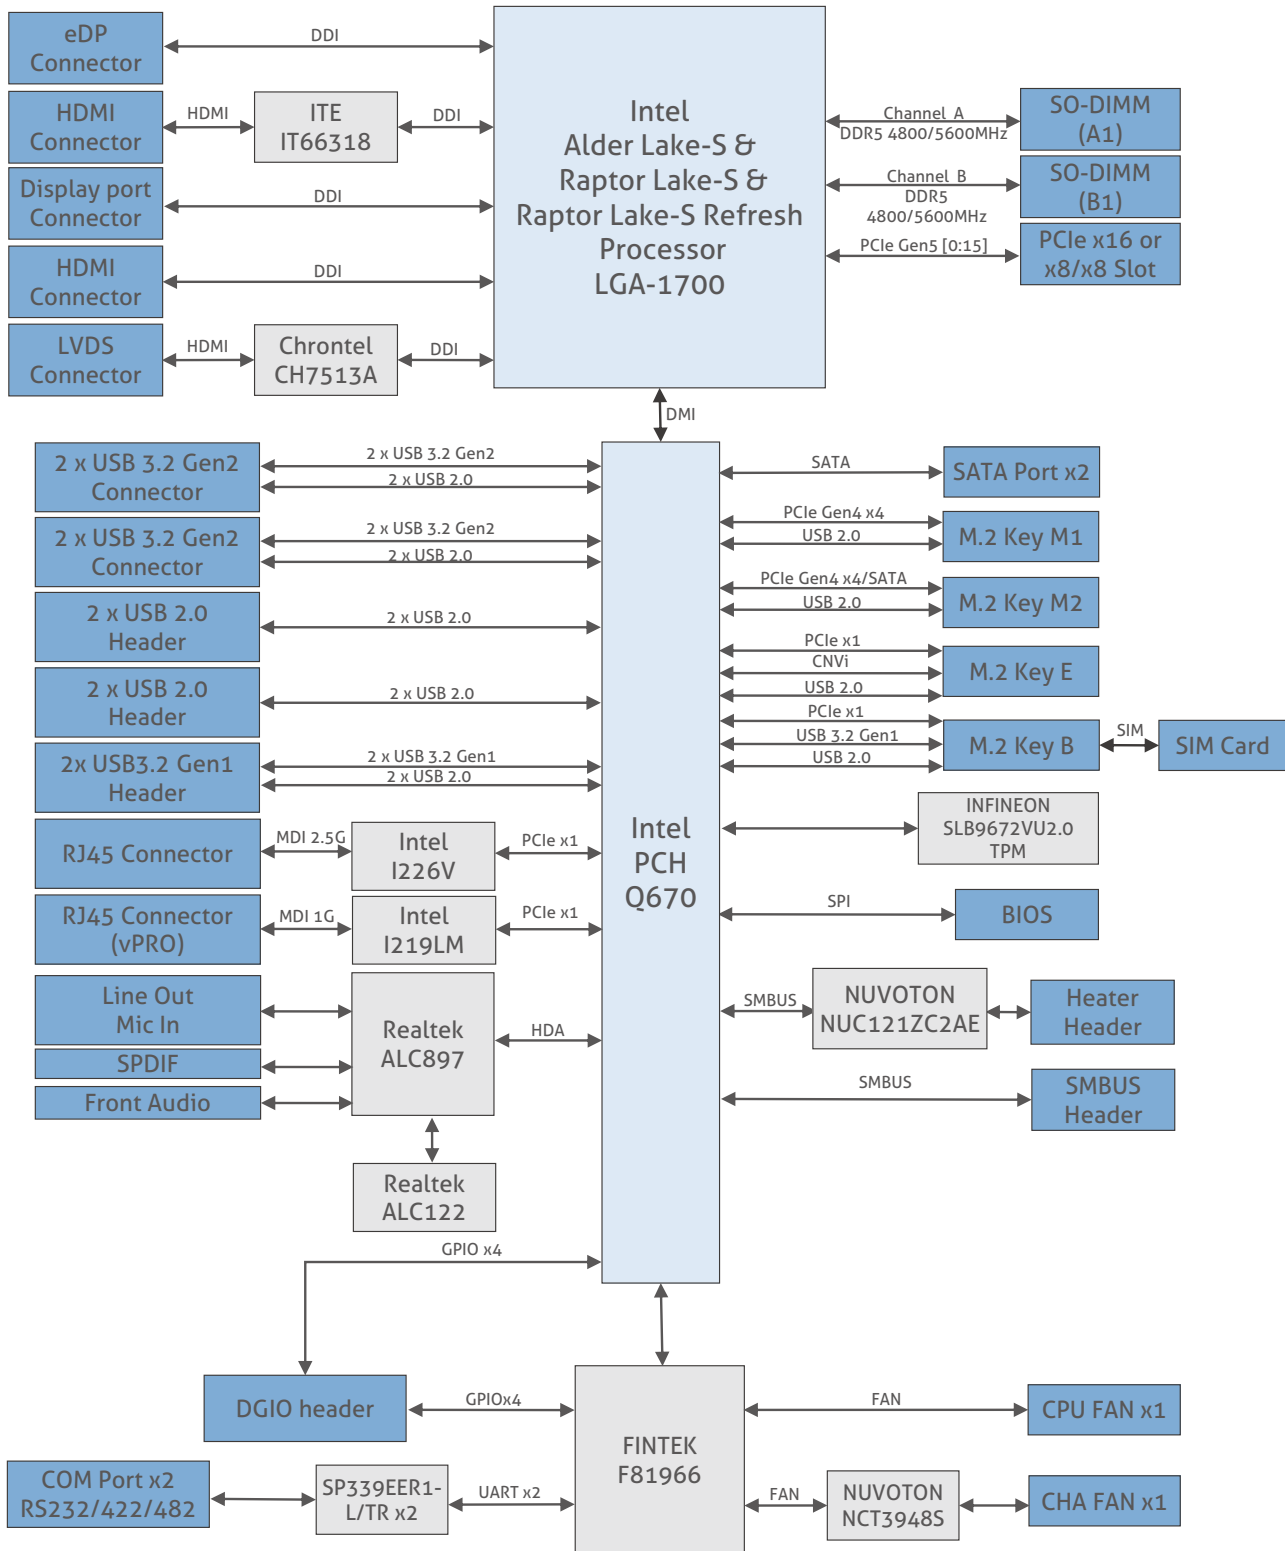 eDP
Connector
DDI
HDMI
Connector
HDMI
ITE
IT66318
DDI
Display port
Connector
DDI
HDMI
Connector
DDI
LVDS
Connector
HDMI
Chrontel
CH7513A
DDI
Intel
Alder Lake-S &
Raptor Lake-S &
Raptor Lake-S Refresh
Processor
LGA-1700
Channel A
DDR5 4800/5600MHz
SO-DIMM
(A1)
Channel B
DDR5
4800/5600MHz
SO-DIMM
(B1)
PCIe Gen5 [0:15]
PCIe x16 or
x8/x8 Slot
DMI
2 x USB 3.2 Gen2
Connector
2 x USB 3.2 Gen2
2 x USB 2.0
2 x USB 3.2 Gen2
Connector
2 x USB 3.2 Gen2
2 x USB 2.0
2 x USB 2.0
Header
2 x USB 2.0
2 x USB 2.0
Header
2 x USB 2.0
2x USB3.2 Gen1
Header
2 x USB 3.2 Gen1
2 x USB 2.0
RJ45 Connector
MDI 2.5G
Intel
I226V
PCIe x1
RJ45 Connector
(vPRO)
MDI 1G
Intel
I219LM
PCIe x1
Line Out
Mic In
SPDIF
Front Audio
Realtek
ALC897
HDA
Realtek
ALC122
Intel
PCH
Q670
SATA
SATA Port x2
PCIe Gen4 x4
USB 2.0
M.2 Key M1
PCIe Gen4 x4/SATA
USB 2.0
M.2 Key M2
PCIe x1
CNVi
USB 2.0
M.2 Key E
PCIe x1
USB 3.2 Gen1
USB 2.0
M.2 Key B
SIM
SIM Card
INFINEON
SLB9672VU2.0
TPM
SPI
BIOS
SMBUS
NUVOTON
NUC121ZC2AE
Heater
Header
SMBUS
SMBUS
Header
GPIO x4
DGIO header
GPIOx4
FINTEK
F81966
FAN
CPU FAN x1
COM Port x2
RS232/422/482
SP339EER1-
L/TR x2
UART x2
FAN
NUVOTON
NCT3948S
CHA FAN x1